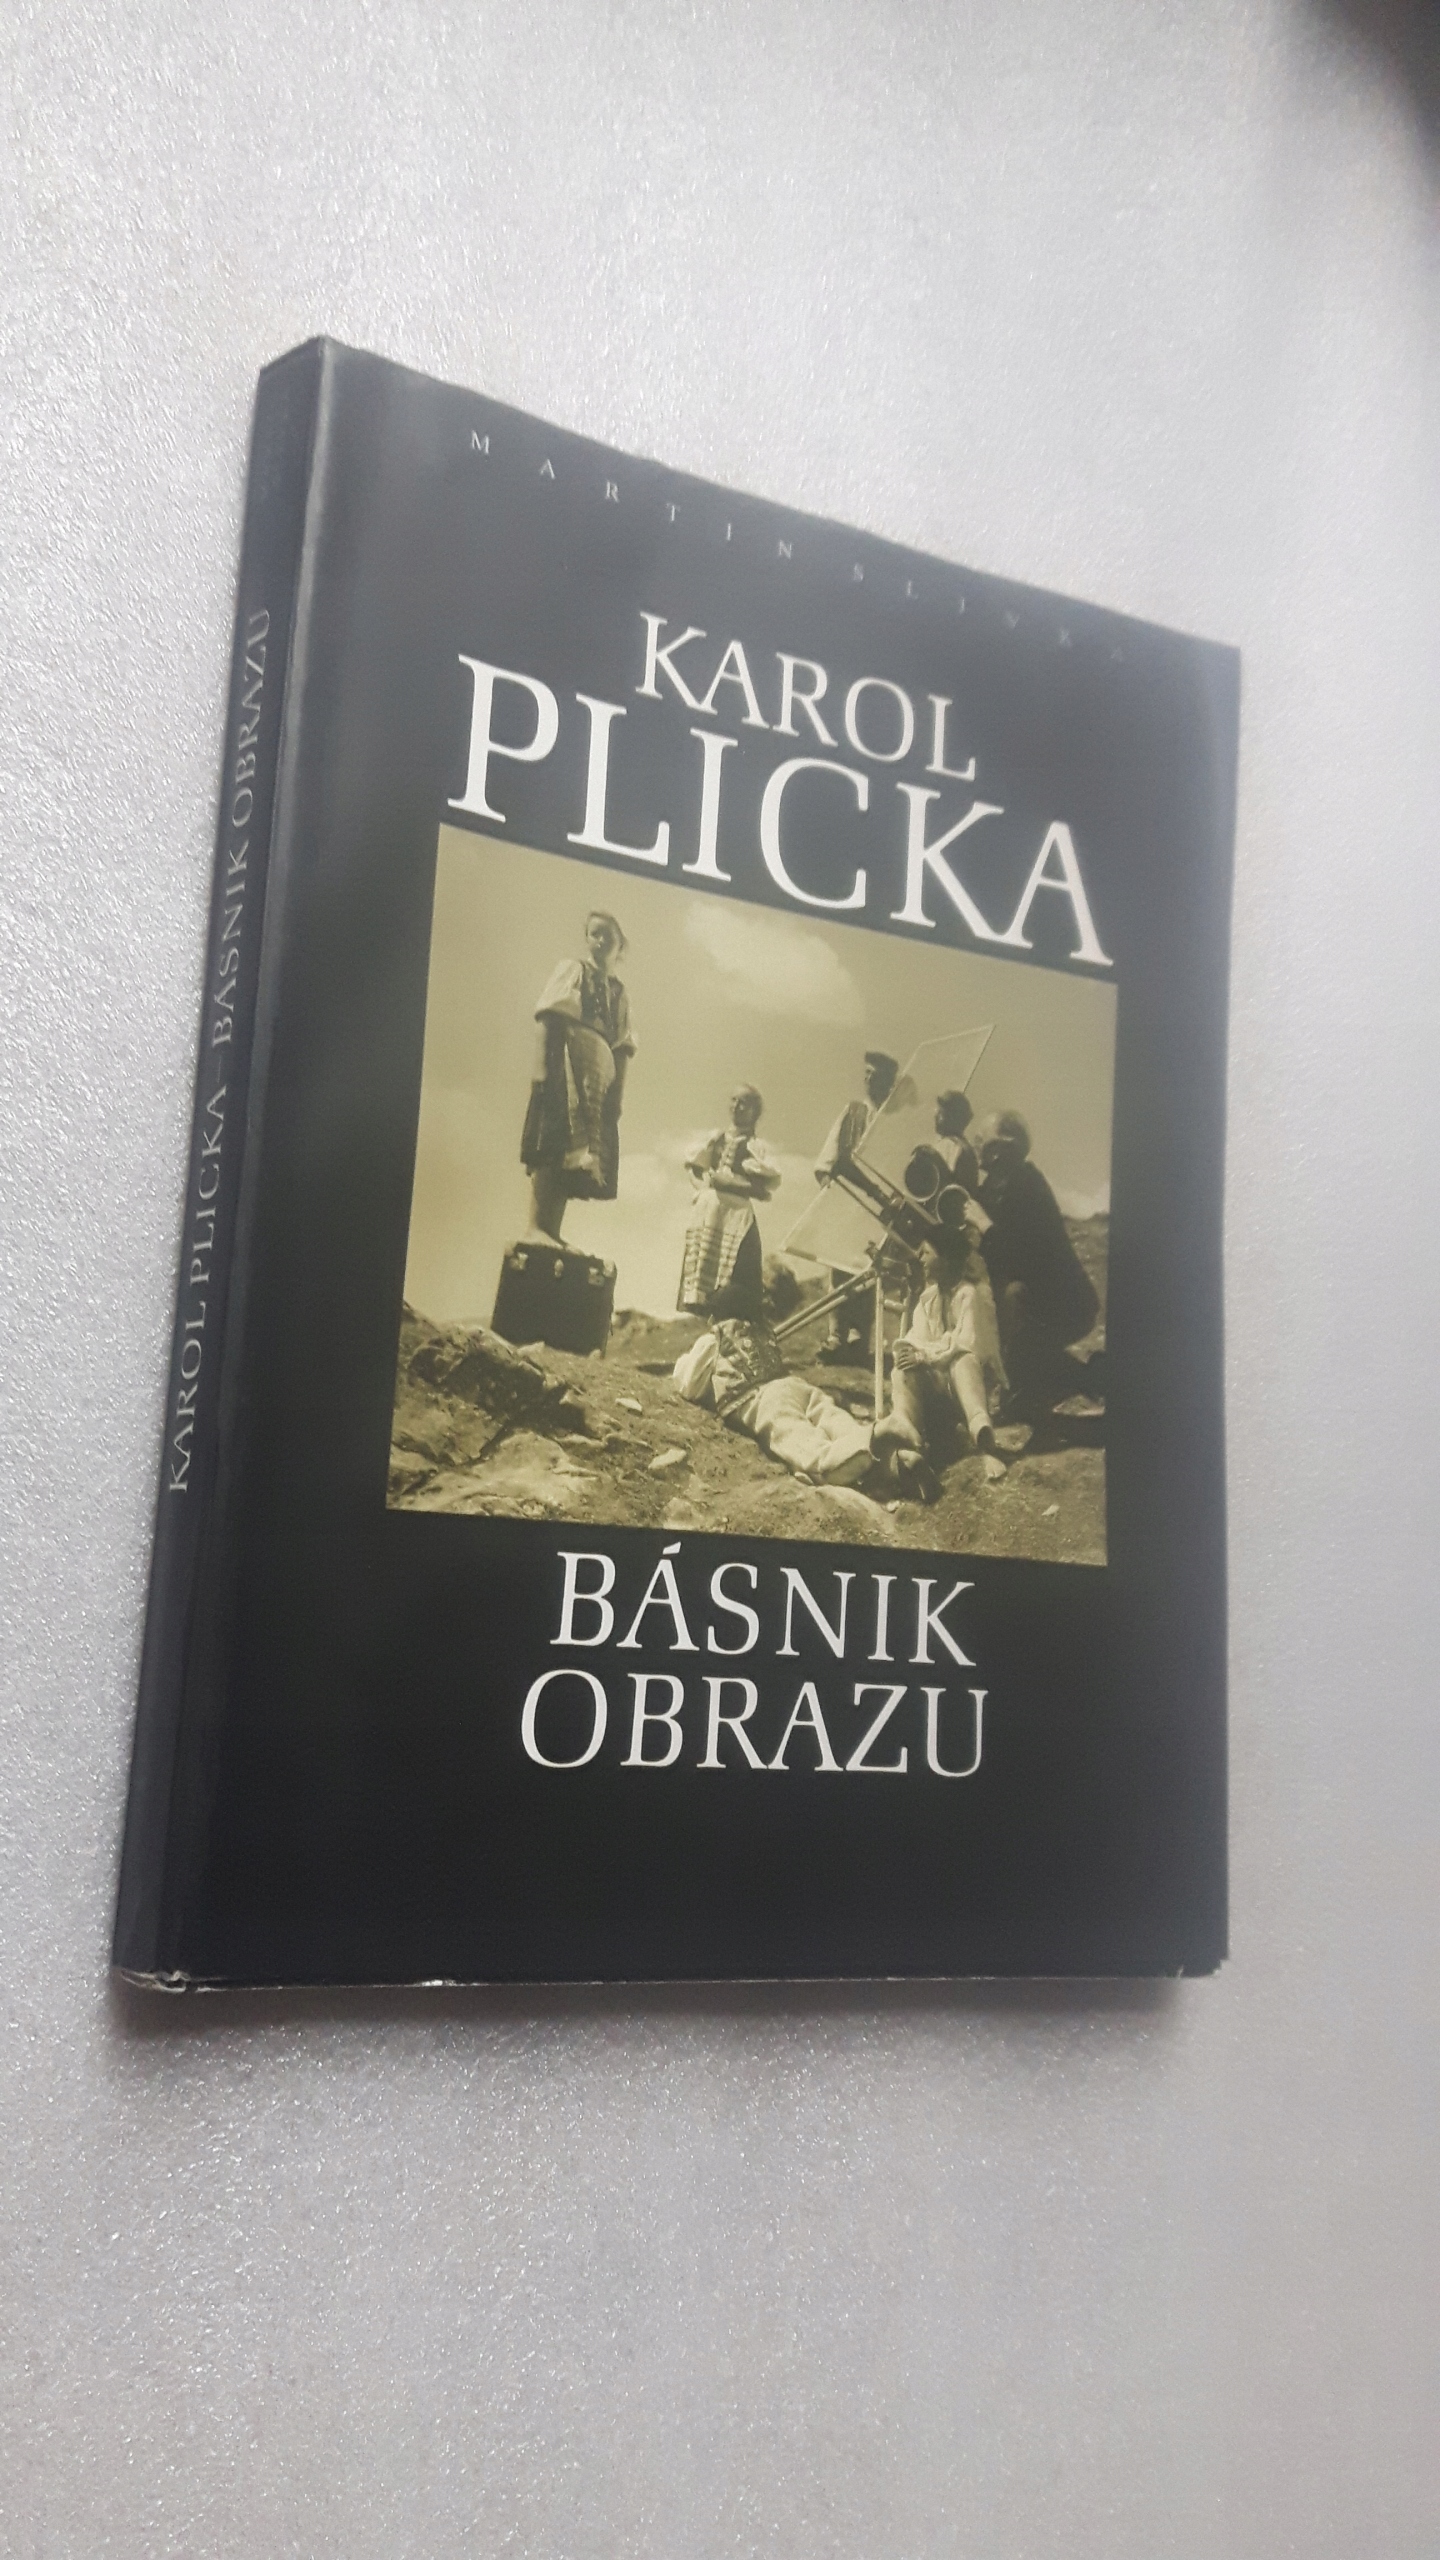 MARTIN SLIVKA
KAROL
PLICKA
BÁSNIK
OBRAZU
KAROL PLICKA – BÁSNIK OBRAZU